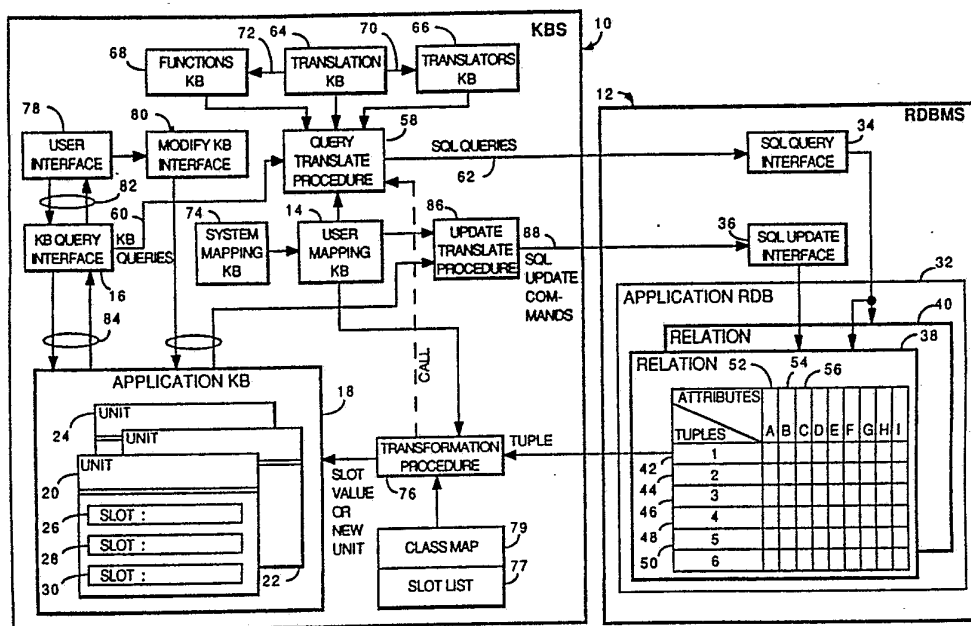 KBS
10
68
72
64
70
66
FUNCTIONS
KB
TRANSLATION
KB
TRANSLATORS
KB
12
RDBMS
78
80
58
34
USER
INTERFACE
MODIFY KB
INTERFACE
QUERY
TRANSLATE
PROCEDURE
SQL QUERIES
62
SQL QUERY
INTERFACE
82
60
74
14
86
36
KB QUERY
INTERFACE
KB
QUERIES
SYSTEM
MAPPING KB
USER
MAPPING
KB
UPDATE
TRANSLATE
PROCEDURE
88
SQL
UPDATE
COM-
MANDS
SQL UPDATE
INTERFACE
16
84
32
APPLICATION RDB
40
RELATION
38
RELATION
CALL
52
54
56
APPLICATION KB
18
ATTRIBUTES
TUPLES
A B C D E F G H I
24
UNIT
UNIT
20
UNIT
TRANSFORMATION
PROCEDURE
TUPLE
76
SLOT
VALUE
OR
NEW
UNIT
42
1
44
2
46
3
48
4
50
5
6
26
SLOT :
28
SLOT :
30
SLOT :
22
CLASS MAP
79
SLOT LIST
77